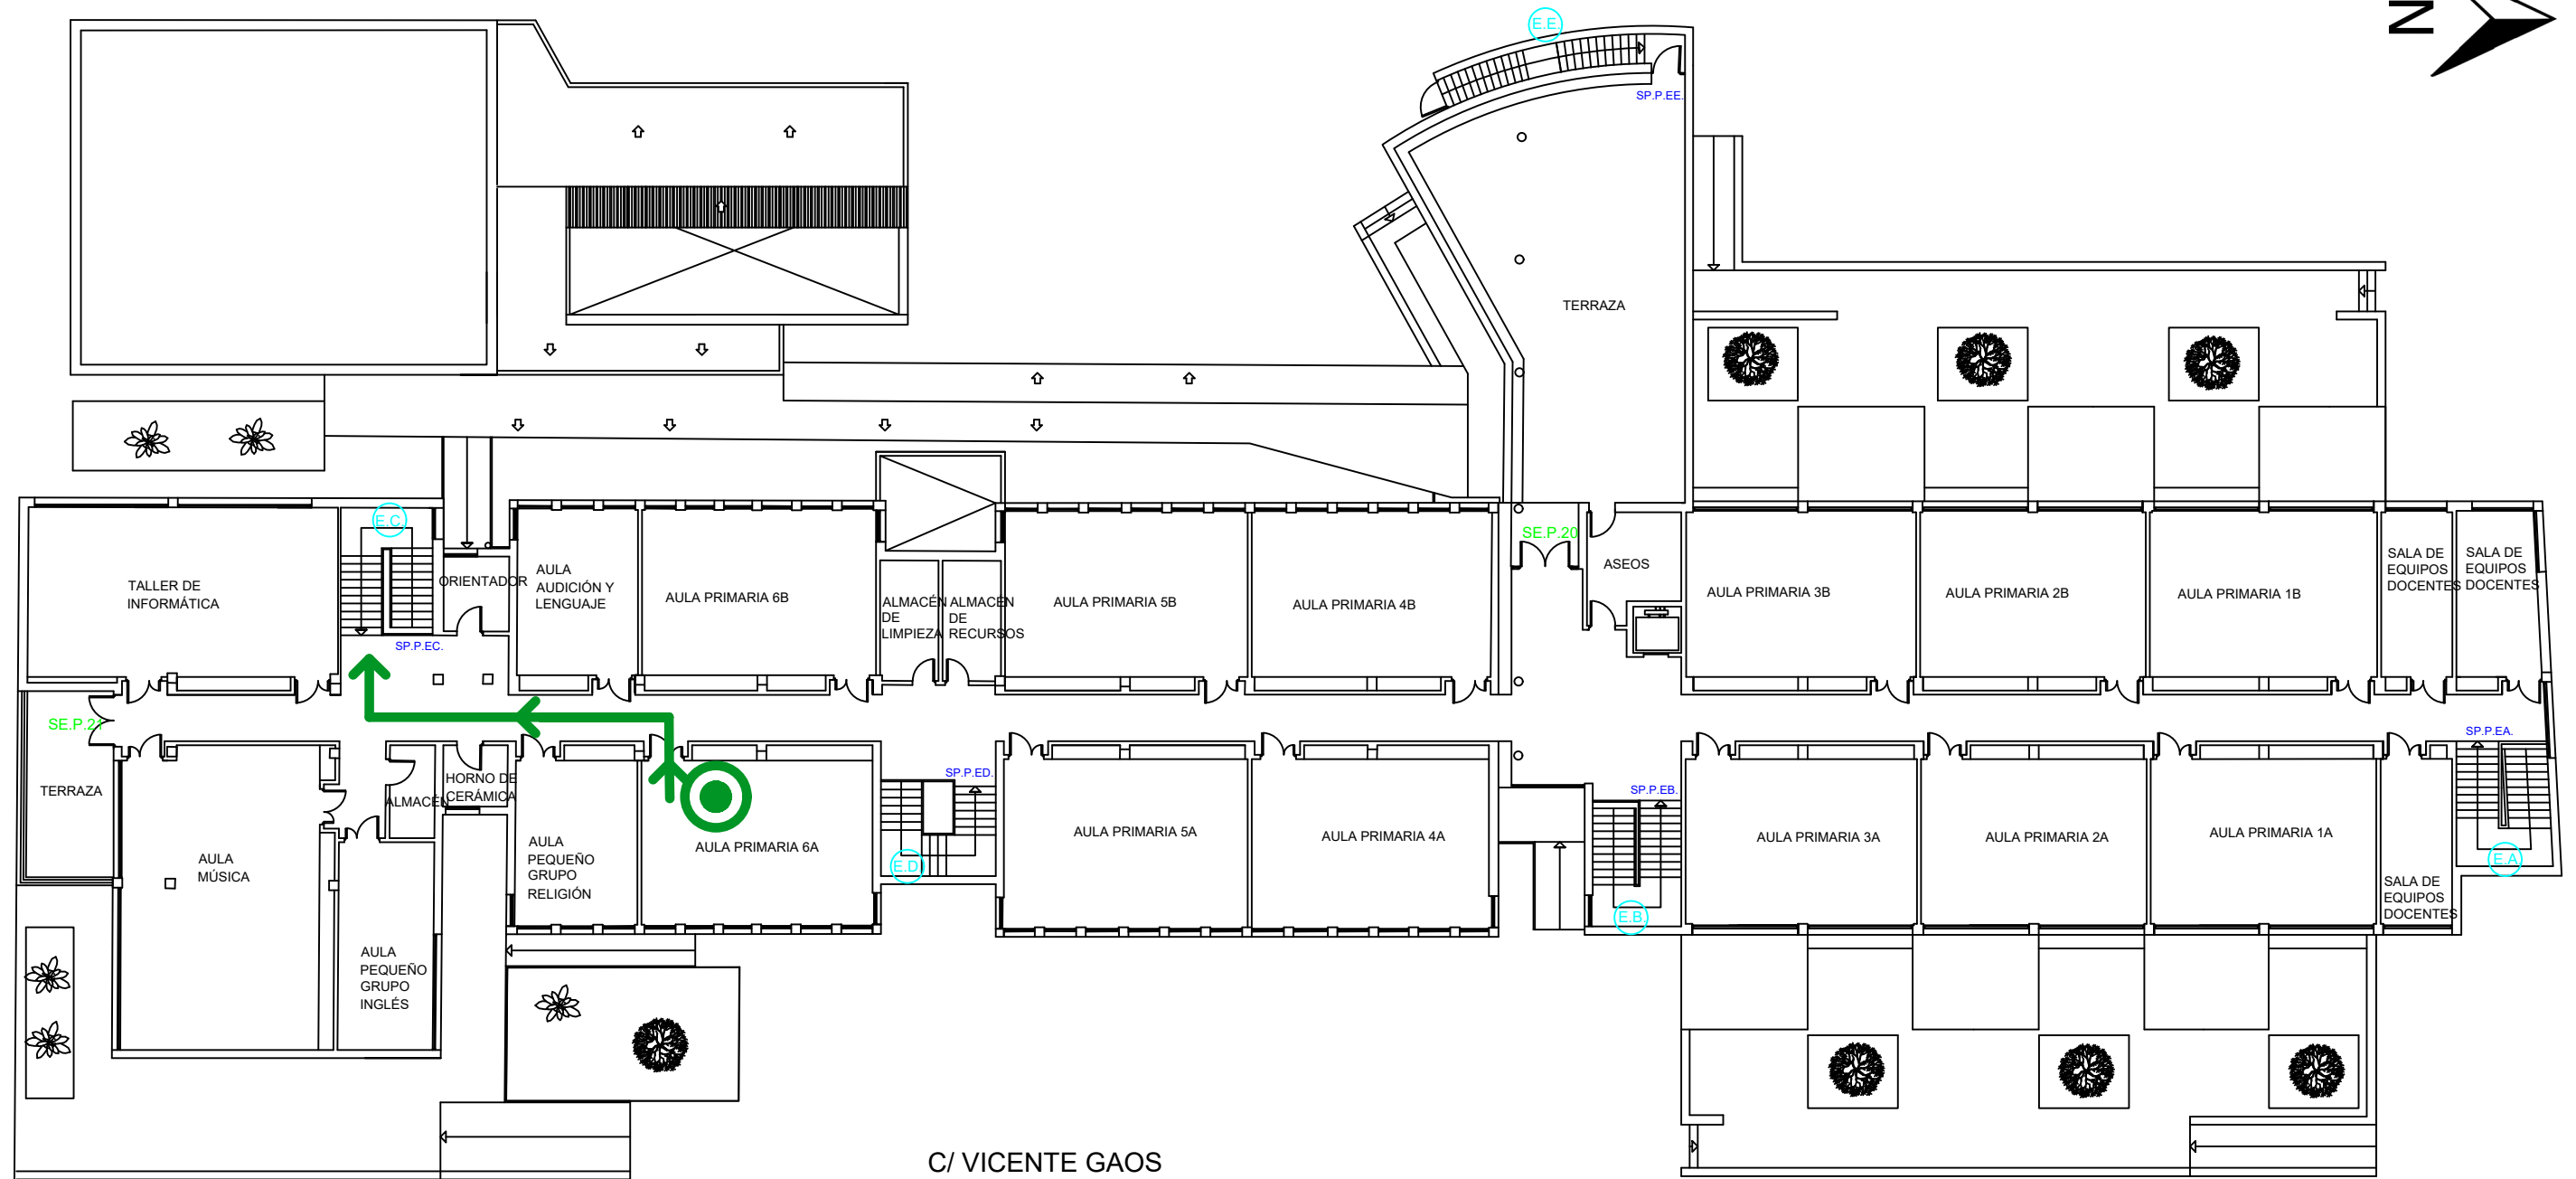 E.E.
N
SP.P.EE.
TERRAZA
E.C.
SE.P.20
TALLER DE
INFORMÁTICA
ORIENTADOR
AULA
AUDICIÓN Y
LENGUAJE
AULA PRIMARIA 6B
ALMACÉN
DE
LIMPIEZA
ALMACÉN
DE
RECURSOS
AULA PRIMARIA 5B
AULA PRIMARIA 4B
ASEOS
AULA PRIMARIA 3B
AULA PRIMARIA 2B
AULA PRIMARIA 1B
SALA DE
EQUIPOS
DOCENTES
SALA DE
EQUIPOS
DOCENTES
SP.P.EC.
SE.P.21
SP.P.EA.
TERRAZA
ALMACÉN
HORNO DE
CERÁMICA
SP.P.ED.
SP.P.EB.
AULA
MÚSICA
AULA
PEQUEÑO
GRUPO
RELIGIÓN
AULA PRIMARIA 6A
E.D.
AULA PRIMARIA 5A
AULA PRIMARIA 4A
AULA PRIMARIA 3A
AULA PRIMARIA 2A
AULA PRIMARIA 1A
E.A.
E.B.
SALA DE
EQUIPOS
DOCENTES
AULA
PEQUEÑO
GRUPO
INGLÉS
C/ VICENTE GAOS